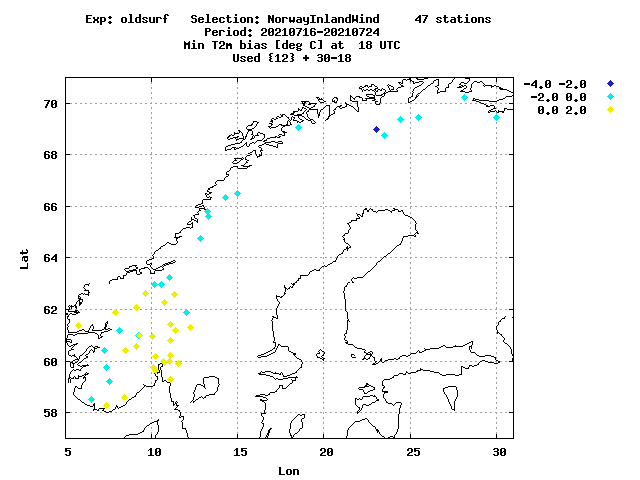 Exp: oldsurf   Selection: NorwayInlandWind     47 stations
Period: 20210716-20210724
Min T2m bias [deg C] at  18 UTC
Used {12} + 30-18
-4.0 -2.0
-2.0 0.0
0.0 2.0
70
68
66
64
62
60
58
Lat
5 10 15 20 25 30
Lon